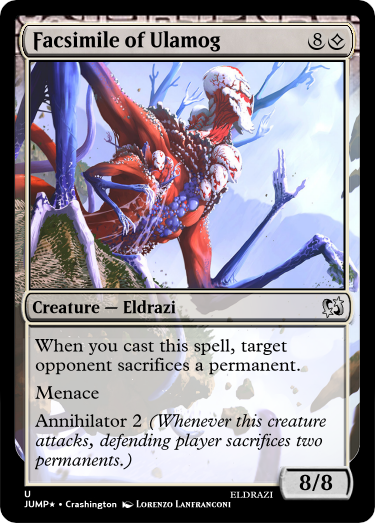 Facsimile of Ulamog 8
Creature — Eldrazi
When you cast this spell, target
opponent sacrifices a permanent.
Menace
Annihilator 2 (Whenever this creature
attacks, defending player sacrifices two
permanents.)
8/8
U ELDRAZI
JUMP★ • Crashington Lorenzo Lanfranconi